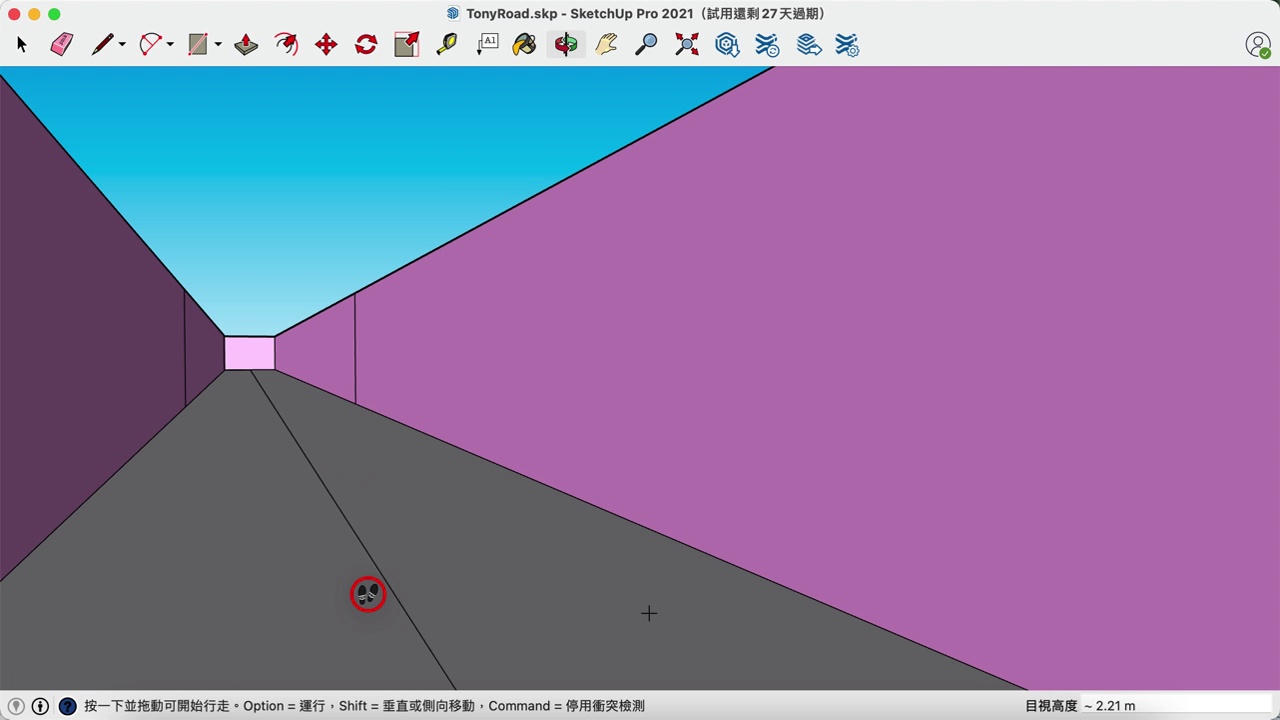 TonyRoad.skp - SketchUp Pro 2021（試用還剩 27 天過期）
A1
?
按一下並拖動可開始行走。Option = 運行，Shift = 垂直或側向移動，Command = 停用衝突檢測
目視高度 ~ 2.21 m